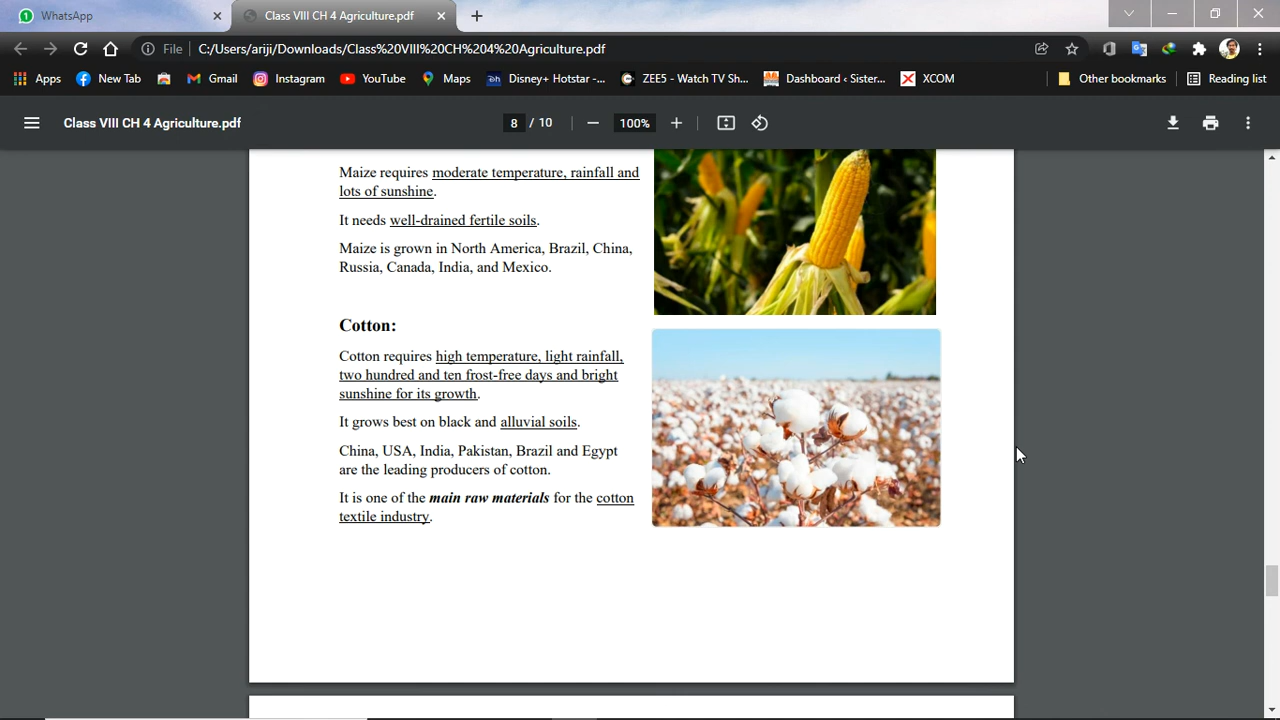 WhatsApp
Class VIII CH 4 Agriculture.pdf
File
C:/Users/ariji/Downloads/Class%20VIII%20CH%204%20Agriculture.pdf
Apps
New Tab
Gmail
Instagram
YouTube
Maps
Disney+ Hotstar -...
ZEE5 - Watch TV Sh...
Dashboard ‹ Sister...
XCOM
Other bookmarks
Reading list
Class VIII CH 4 Agriculture.pdf
8 / 10
100%
Maize requires moderate temperature, rainfall and
lots of sunshine.
It needs well-drained fertile soils.
Maize is grown in North America, Brazil, China,
Russia, Canada, India, and Mexico.
Cotton:
Cotton requires high temperature, light rainfall,
two hundred and ten frost-free days and bright
sunshine for its growth.
It grows best on black and alluvial soils.
China, USA, India, Pakistan, Brazil and Egypt
are the leading producers of cotton.
It is one of the main raw materials for the cotton
textile industry.